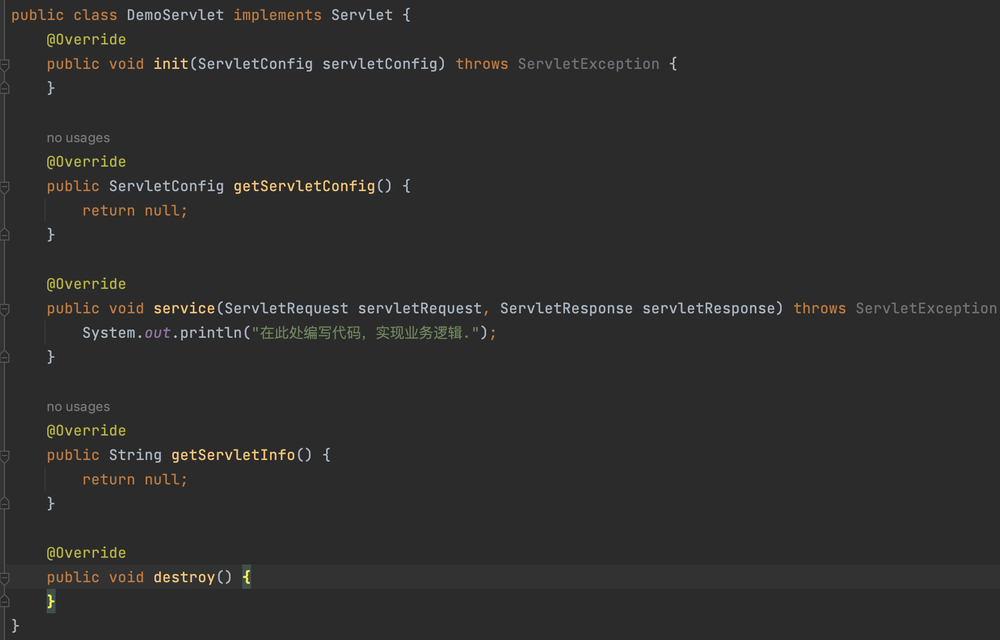 public class DemoServlet implements Servlet {
@Override
public void init(ServletConfig servletConfig) throws ServletException {
}
no usages
@Override
public ServletConfig getServletConfig() {
return null;
}
@Override
public void service(ServletRequest servletRequest, ServletResponse servletResponse) throws ServletException
System.out.println("在此处编写代码，实现业务逻辑.");
}
no usages
@Override
public String getServletInfo() {
return null;
}
@Override
public void destroy() {
}
}